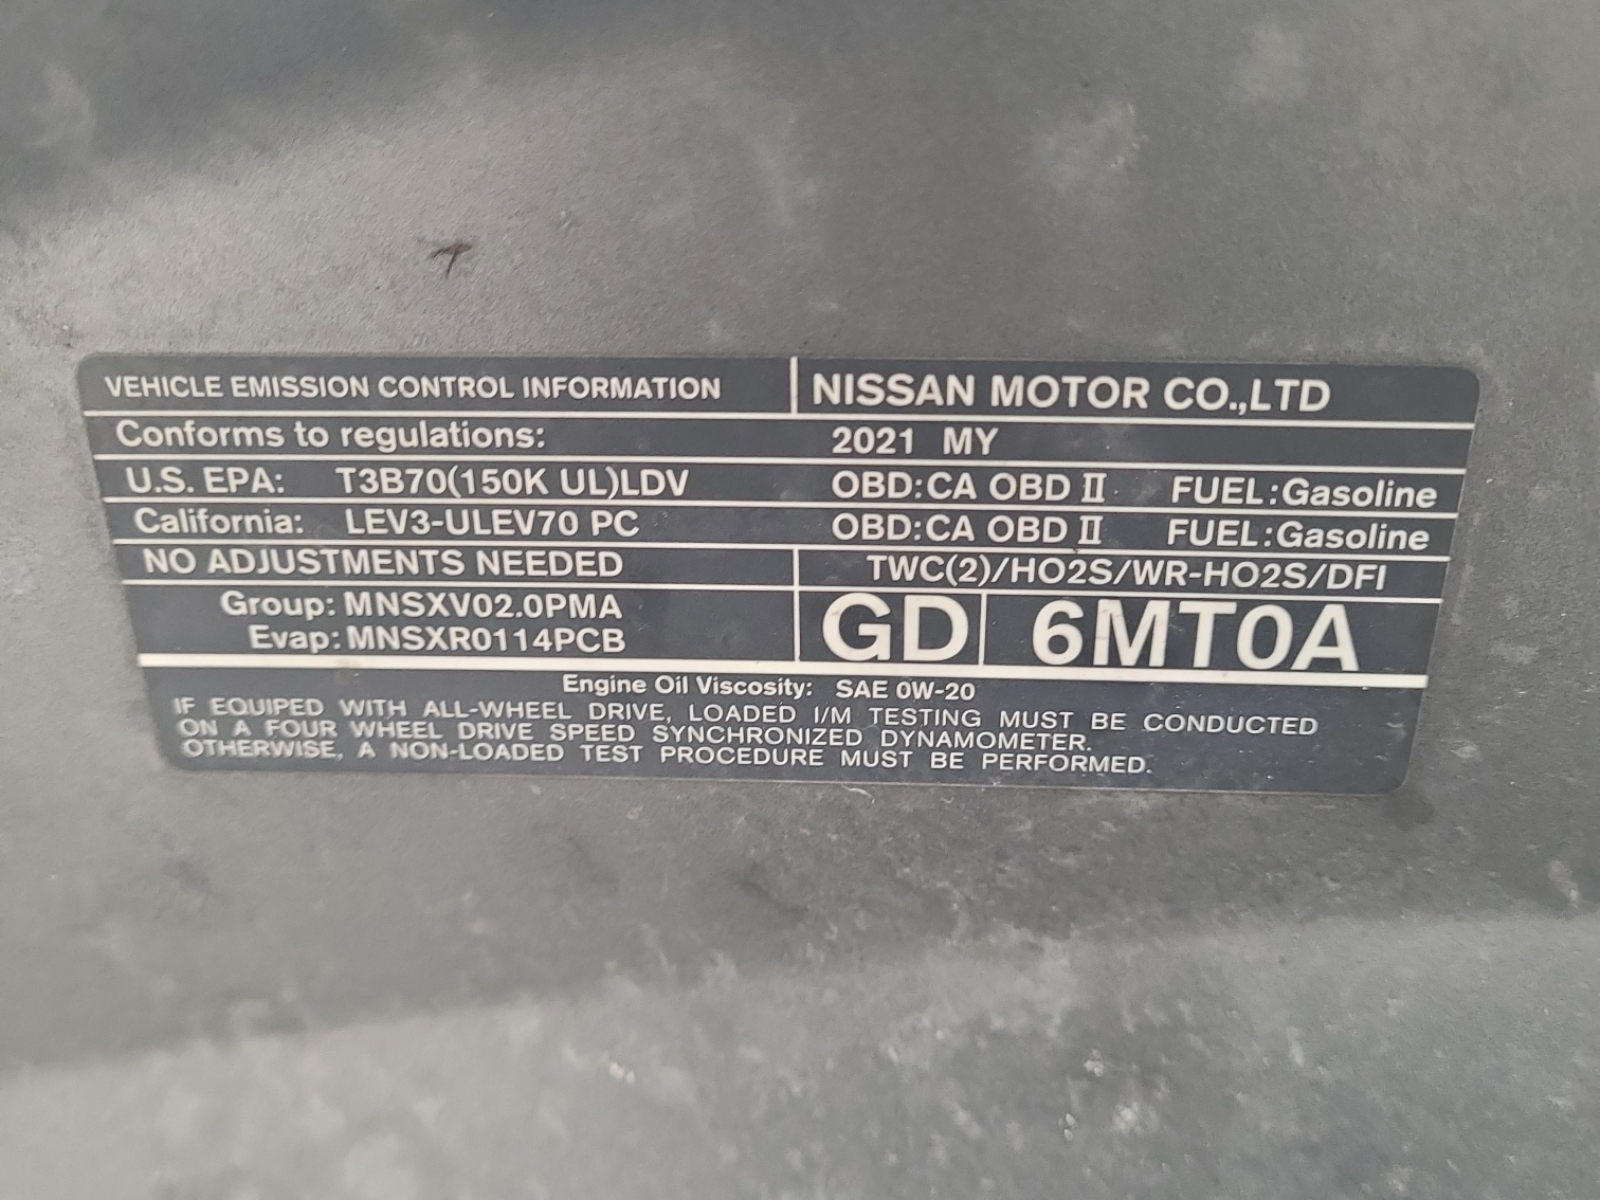 VEHICLE EMISSION CONTROL INFORMATION NISSAN MOTOR CO.,LTD
Conforms to regulations: 2021 MY
U.S. EPA: T3B70(150K UL)LDV OBD:CA OBD II FUEL:Gasoline
California: LEV3-ULEV70 PC OBD:CA OBD II FUEL:Gasoline
NO ADJUSTMENTS NEEDED TWC(2)/HO2S/WR-HO2S/DFI
Group: MNSXV02.0PMA
Evap: MNSXR0114PCB
GD 6MT0A
Engine Oil Viscosity: SAE 0W-20
IF EQUIPED WITH ALL-WHEEL DRIVE, LOADED I/M TESTING MUST BE CONDUCTED
ON A FOUR WHEEL DRIVE SPEED SYNCHRONIZED DYNAMOMETER.
OTHERWISE, A NON-LOADED TEST PROCEDURE MUST BE PERFORMED.